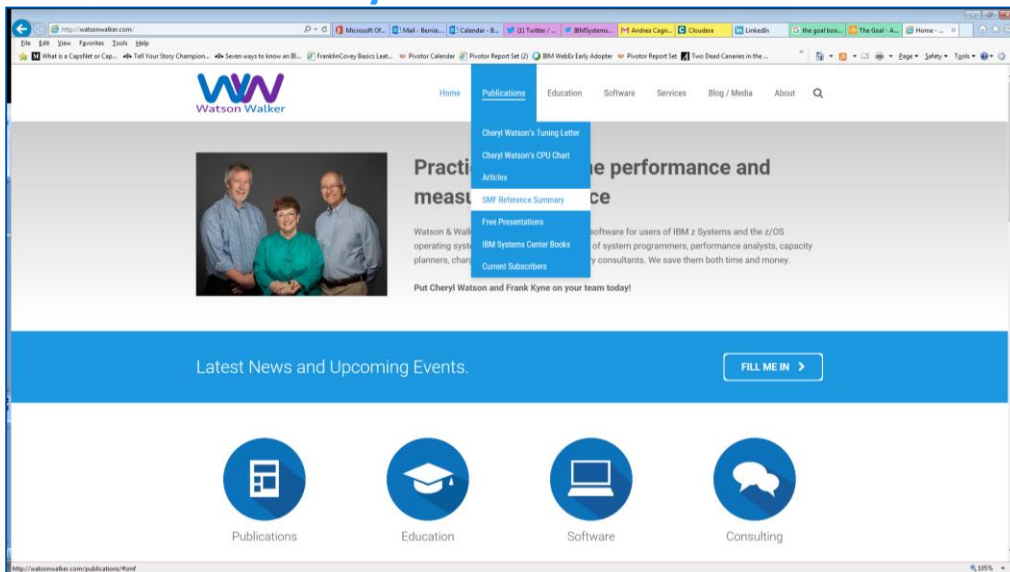 http://watsonwalker.com/
Microsoft Of...
Mail - Bernie...
Calendar - B...
(1) Twitter / ...
IBMSystems...
Andrea Cagn...
Cloudera
LinkedIn
the goal boo...
The Goal - A...
Home - ...
File Edit View Favorites Tools Help
What is a CapsNet or Cap...
Tell Your Story Champion...
Seven ways to know an IB...
FranklinCovey Basics Leat...
Pivotor Calendar
Pivotor Report Set (2)
IBM WebEx Early Adopter
Pivotor Report Set
Two Dead Canaries in the ...
Page Safety Tools
Watson Walker
Home Publications Education Software Services Blog / Media About
Cheryl Watson's Tuning Letter
Cheryl Watson's CPU Chart
Articles
SMF Reference Summary
Free Presentations
IBM Systems Center Books
Current Subscribers
Practi e performance and
measu ce
Watson & Walk software for users of IBM z Systems and the z/OS
operating syste of system programmers, performance analysts, capacity
planners, charg y consultants. We save them both time and money.
Put Cheryl Watson and Frank Kyne on your team today!
Latest News and Upcoming Events.
FILL ME IN
Publications Education Software Consulting
http://watsonwalker.com/publications/#smf
105%